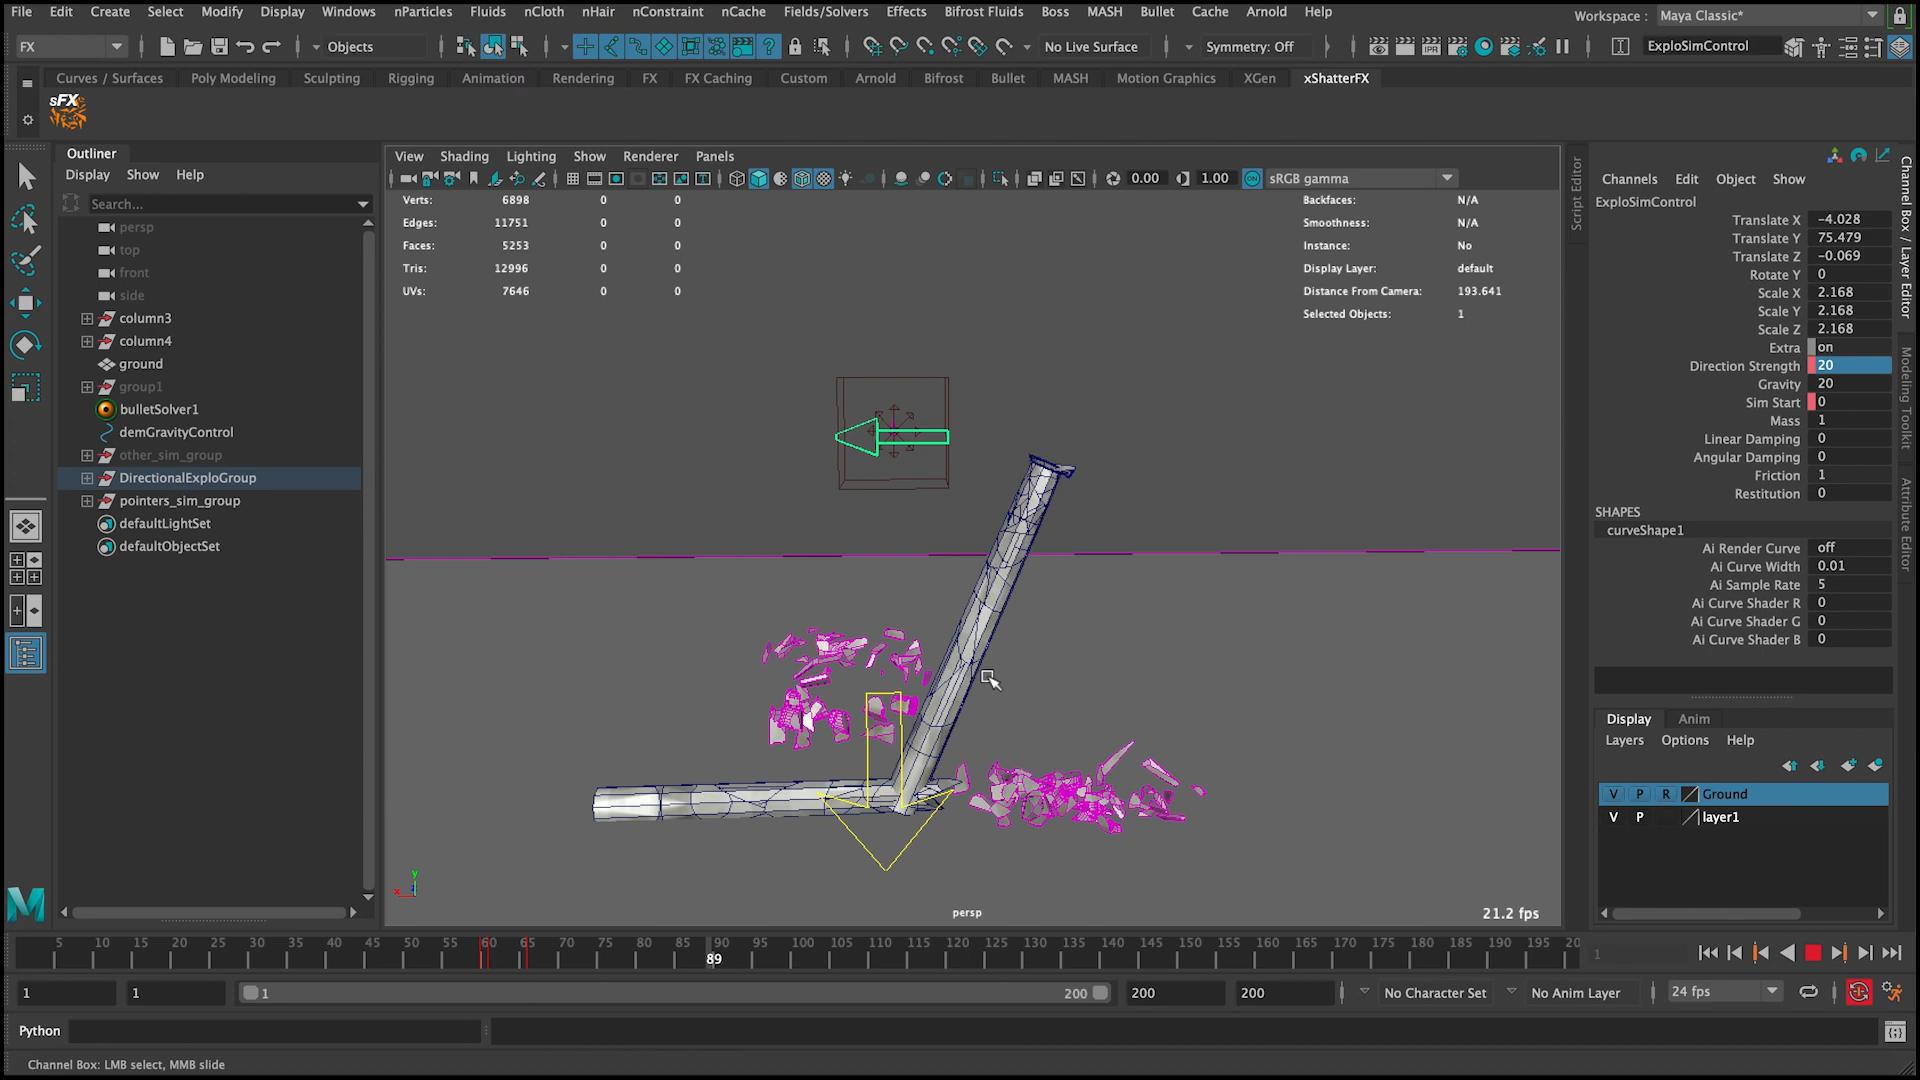 File Edit Create Select Modify Display Windows nParticles Fluids nCloth nHair nConstraint nCache Fields/Solvers Effects Bifrost Fluids Boss MASH Bullet Cache Arnold Help
Workspace : Maya Classic*
FX
Objects
No Live Surface
Symmetry: Off
IPR
ExploSimControl
Curves / Surfaces Poly Modeling Sculpting Rigging Animation Rendering FX FX Caching Custom Arnold Bifrost Bullet MASH Motion Graphics XGen xShatterFX
sFX
Outliner
Display Show Help
Search...
persp
top
front
side
column3
column4
ground
group1
bulletSolver1
demGravityControl
other_sim_group
DirectionalExploGroup
pointers_sim_group
defaultLightSet
defaultObjectSet
View Shading Lighting Show Renderer Panels
0.00 1.00 ON sRGB gamma
Verts: 6898 0 0
Edges: 11751 0 0
Faces: 5253 0 0
Tris: 12996 0 0
UVs: 7646 0 0
Backfaces: N/A
Smoothness: N/A
Instance: No
Display Layer: default
Distance From Camera: 193.641
Selected Objects: 1
y
x
persp
21.2 fps
Script Editor
Channels Edit Object Show
ExploSimControl
Translate X -4.028
Translate Y 75.479
Translate Z -0.069
Rotate Y 0
Scale X 2.168
Scale Y 2.168
Scale Z 2.168
Extra on
Direction Strength 20
Gravity 20
Sim Start 0
Mass 1
Linear Damping 0
Angular Damping 0
Friction 1
Restitution 0
SHAPES
curveShape1
Ai Render Curve off
Ai Curve Width 0.01
Ai Sample Rate 5
Ai Curve Shader R 0
Ai Curve Shader G 0
Ai Curve Shader B 0
Display Anim
Layers Options Help
V P R Ground
V P layer1
Channel Box / Layer Editor
Modeling Toolkit
Attribute Editor
5 10 15 20 25 30 35 40 45 50 55 60 65 70 75 80 85 90 95 100 105 110 115 120 125 130 135 140 145 150 155 160 165 170 175 180 185 190 195 20
89
1
1 1 1 200 200 200 No Character Set No Anim Layer 24 fps
Python
Channel Box: LMB select, MMB slide